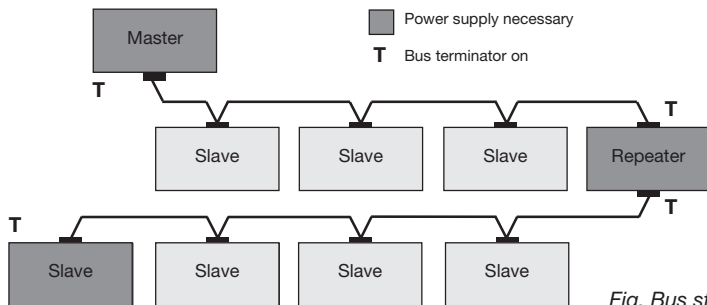 Power supply necessary
Master
T Bus terminator on
T
T
Slave Slave Slave Repeater
T
T
Slave Slave Slave Slave
Fig. Bus st